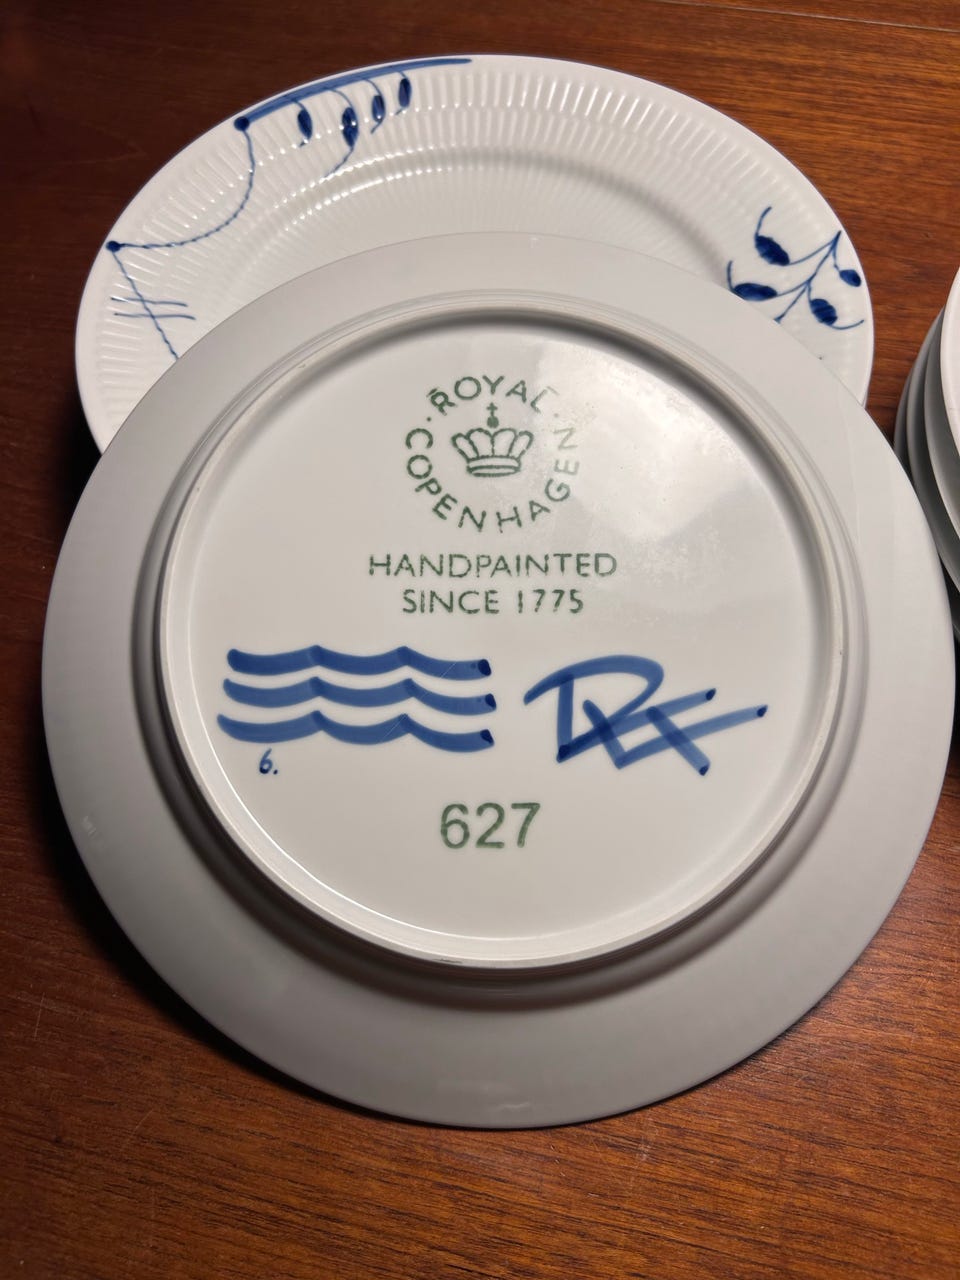 ROYAL COPENHAGEN
HANDPAINTED
SINCE 1775
6.
627